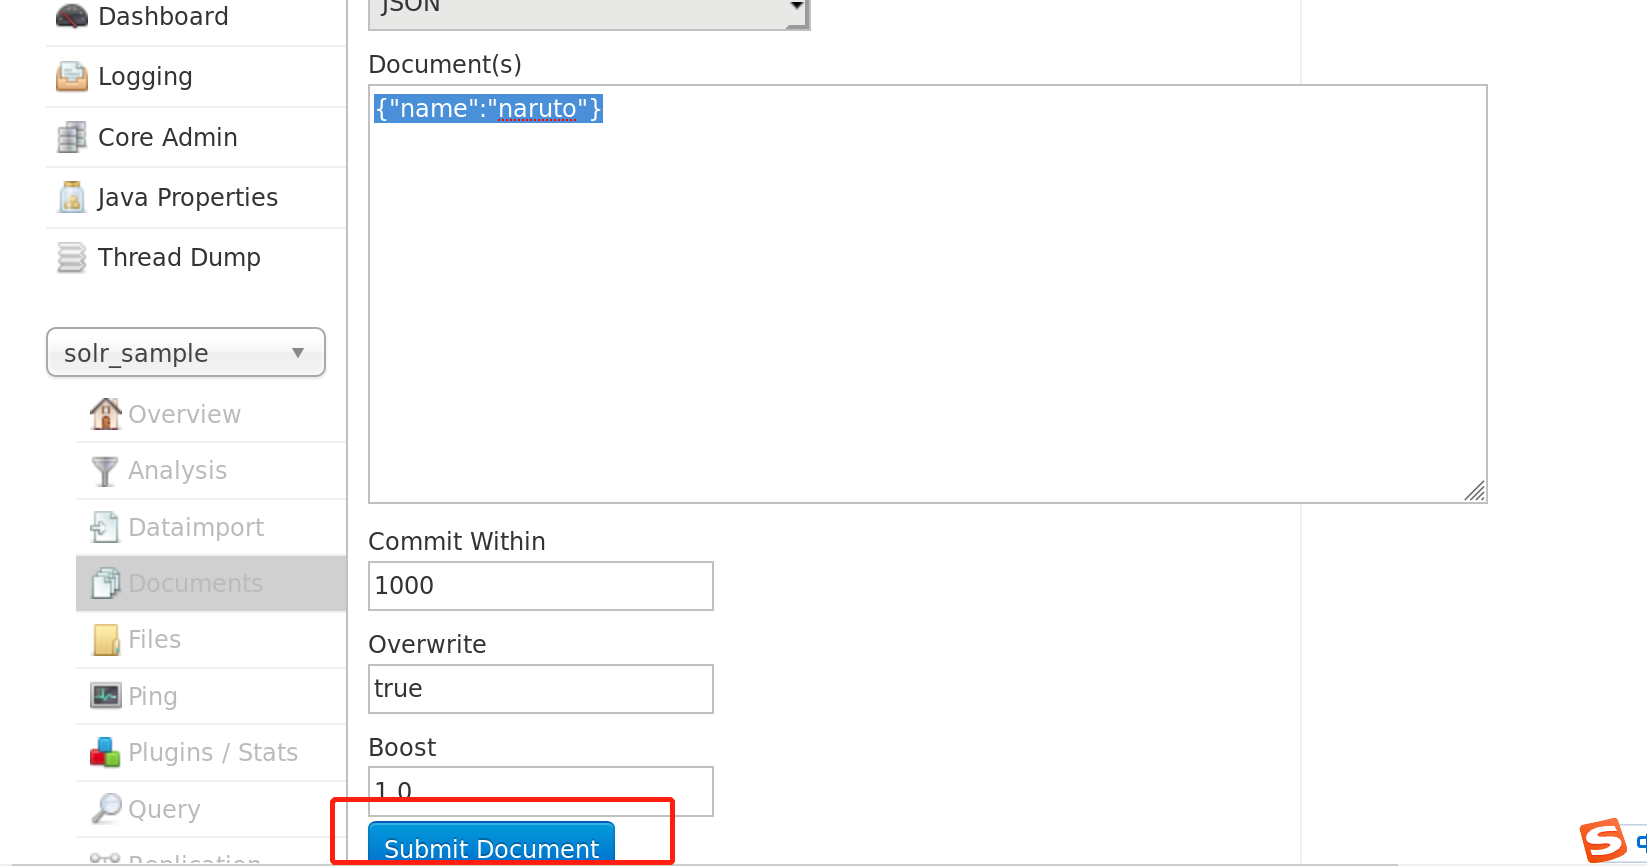 Dashboard
Logging
Core Admin
Java Properties
Thread Dump
solr_sample
Overview
Analysis
Dataimport
Documents
Files
Ping
Plugins / Stats
Query
Replication
JSON
Document(s)
{"name":"naruto"}
Commit Within
1000
Overwrite
true
Boost
1.0
Submit Document